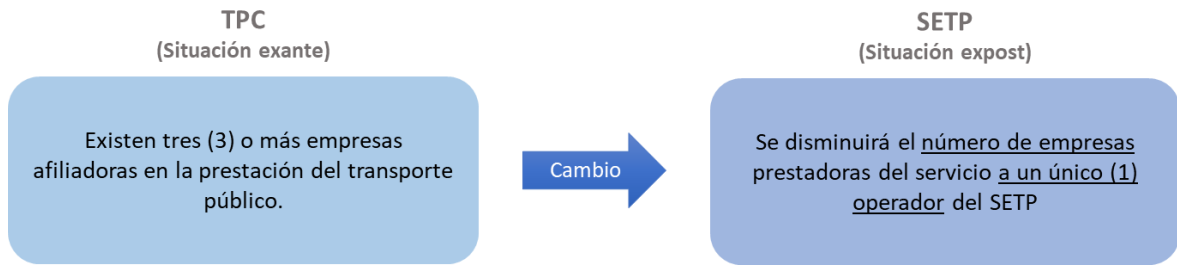 TPC
(Situación exante)
Existen tres (3) o más empresas
afiliadoras en la prestación del transporte
público.
Cambio
SETP
(Situación expost)
Se disminuirá el número de empresas
prestadoras del servicio a un único (1)
operador del SETP